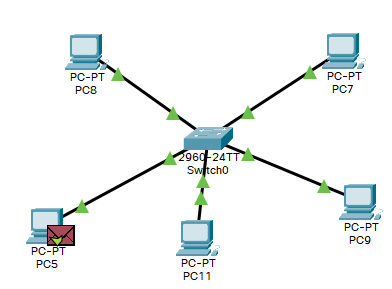 PC-PT
PC8
PC-PT
PC7
2960-24TT
Switch0
PC-PT
PC5
PC-PT
PC11
PC-PT
PC9